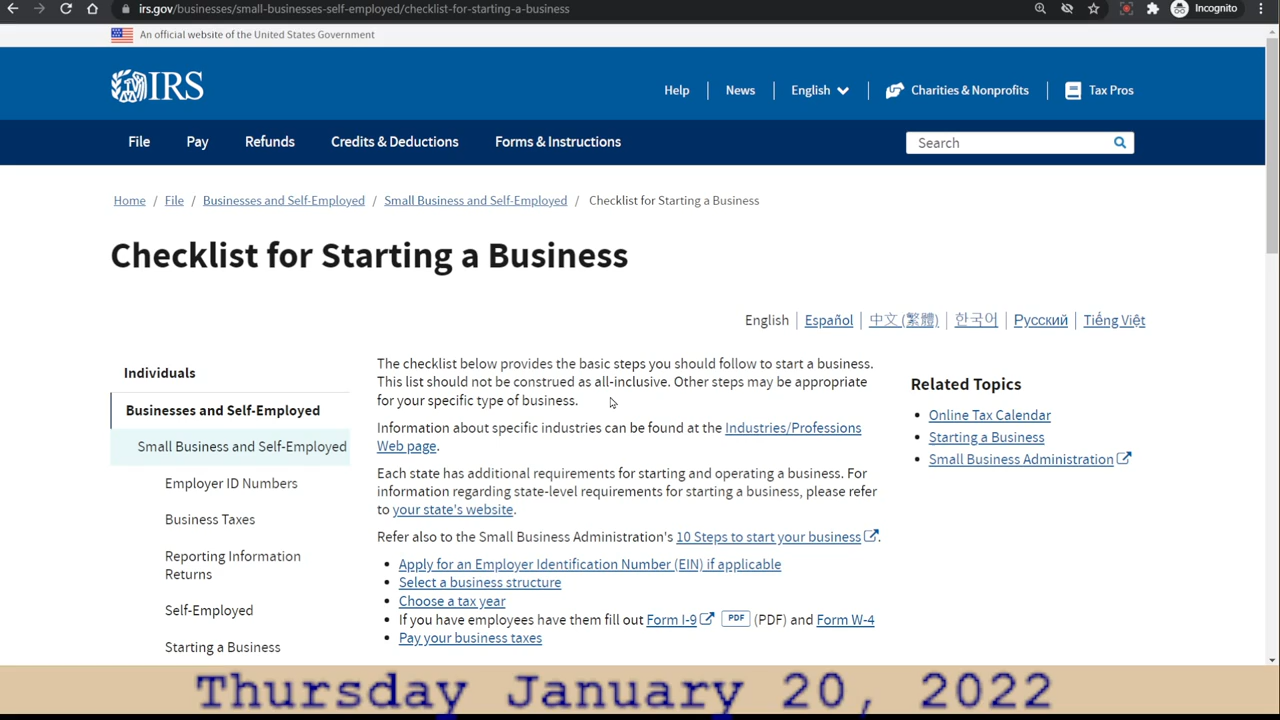 irs.gov/businesses/small-businesses-self-employed/checklist-for-starting-a-business
Incognito
An official website of the United States Government
IRS
Help
News
English
Charities & Nonprofits
Tax Pros
File
Pay
Refunds
Credits & Deductions
Forms & Instructions
Search
Home / File / Businesses and Self-Employed / Small Business and Self-Employed / Checklist for Starting a Business
Checklist for Starting a Business
English
Español
中文 (繁體)
한국어
Русский
Tiếng Việt
Individuals
Businesses and Self-Employed
Small Business and Self-Employed
Employer ID Numbers
Business Taxes
Reporting Information
Returns
Self-Employed
Starting a Business
The checklist below provides the basic steps you should follow to start a business.
This list should not be construed as all-inclusive. Other steps may be appropriate
for your specific type of business.
Information about specific industries can be found at the Industries/Professions
Web page.
Each state has additional requirements for starting and operating a business. For
information regarding state-level requirements for starting a business, please refer
to your state's website.
Refer also to the Small Business Administration's 10 Steps to start your business.
• Apply for an Employer Identification Number (EIN) if applicable
• Select a business structure
• Choose a tax year
• If you have employees have them fill out Form I-9 PDF (PDF) and Form W-4
• Pay your business taxes
Related Topics
• Online Tax Calendar
• Starting a Business
• Small Business Administration
Thursday January 20, 2022